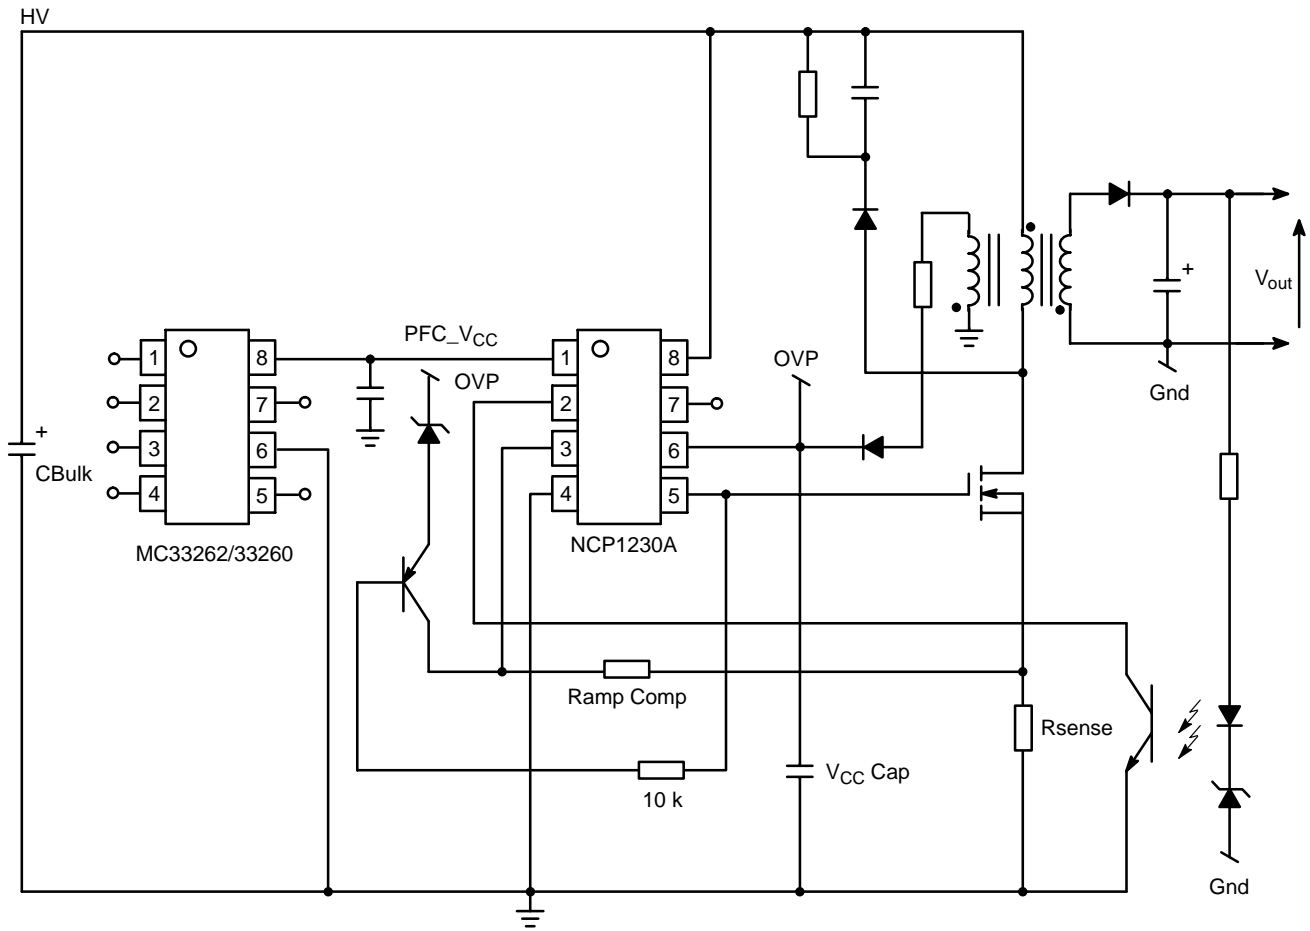 HV
PFC_VCC
OVP
OVP
1
2
3
4
8
7
6
5
1
2
3
4
8
7
6
5
+
CBulk
MC33262/33260
NCP1230A
+
Vout
Gnd
Ramp Comp
Rsense
10 k
VCC Cap
Gnd